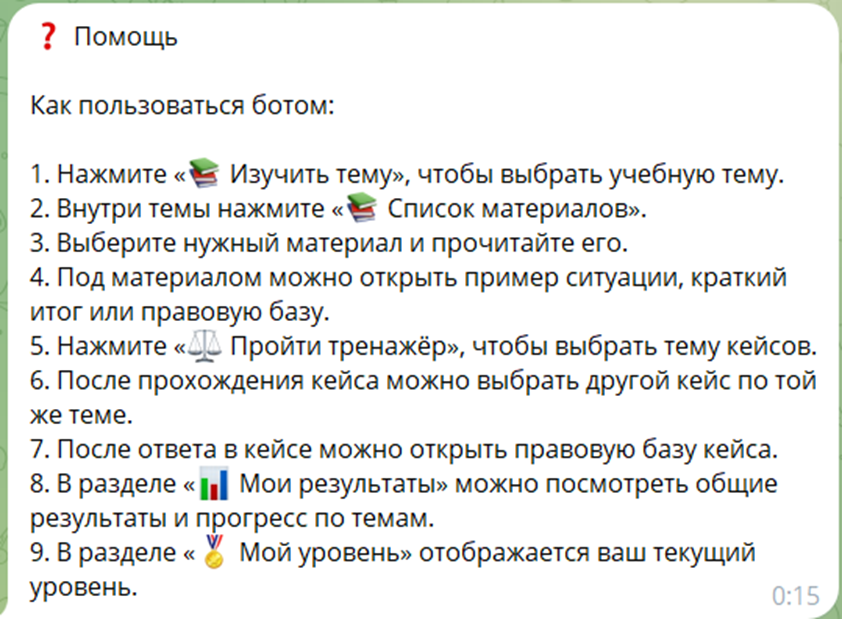 ❓ Помощь
Как пользоваться ботом:
1. Нажмите «📚 Изучить тему», чтобы выбрать учебную тему.
2. Внутри темы нажмите «📚 Список материалов».
3. Выберите нужный материал и прочитайте его.
4. Под материалом можно открыть пример ситуации, краткий
итог или правовую базу.
5. Нажмите «⚖️ Пройти тренажёр», чтобы выбрать тему кейсов.
6. После прохождения кейса можно выбрать другой кейс по той
же теме.
7. После ответа в кейсе можно открыть правовую базу кейса.
8. В разделе «📊 Мои результаты» можно посмотреть общие
результаты и прогресс по темам.
9. В разделе «🏅 Мой уровень» отображается ваш текущий
уровень.
0:15